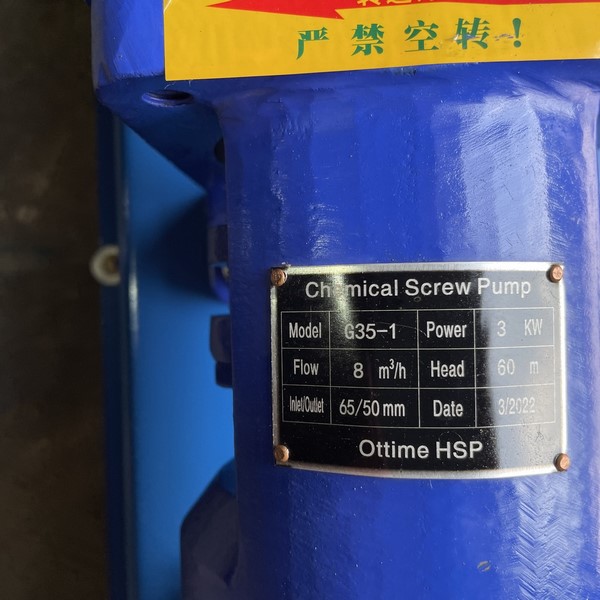 严禁空转!
Chemical Screw Pump
Model G35-1 Power 3 KW
Flow 8 m³/h Head 60 m
Inlet/Outlet 65/50 mm Date 3/2022
Ottime HSP